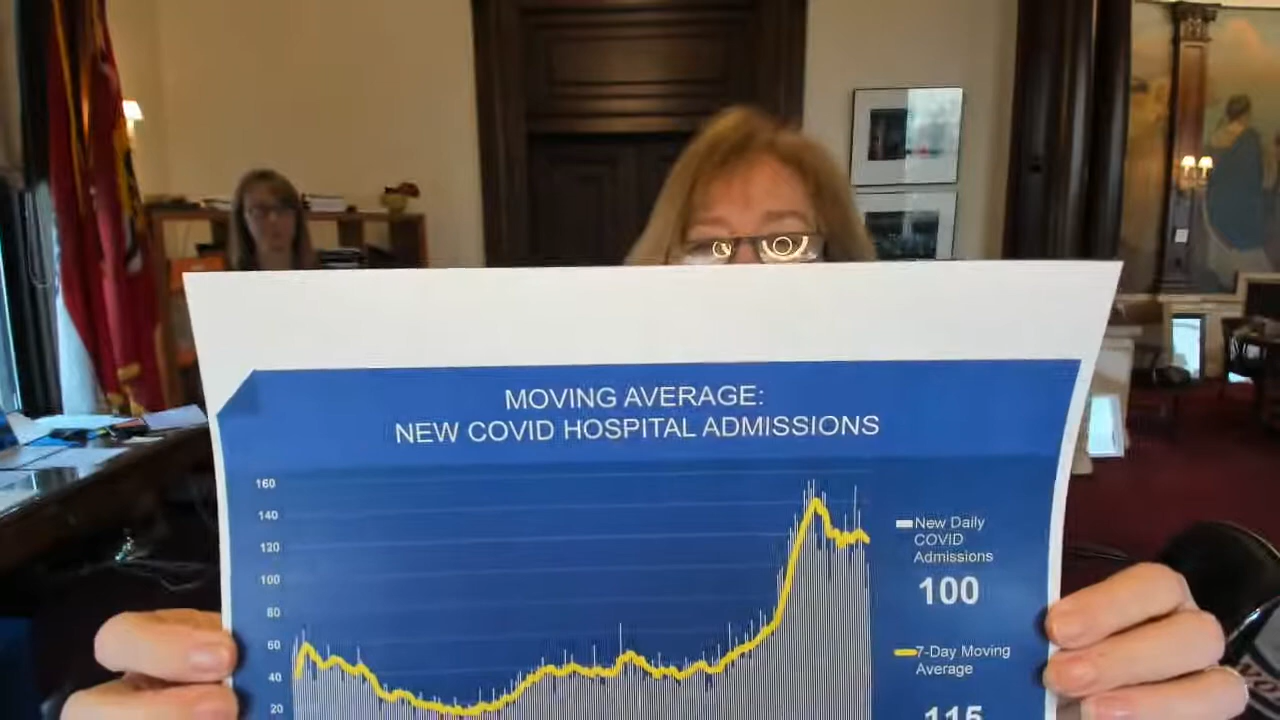 MOVING AVERAGE:
NEW COVID HOSPITAL ADMISSIONS
160
140
120
100
80
60
40
20
New Daily
COVID
Admissions
100
7-Day Moving
Average
115